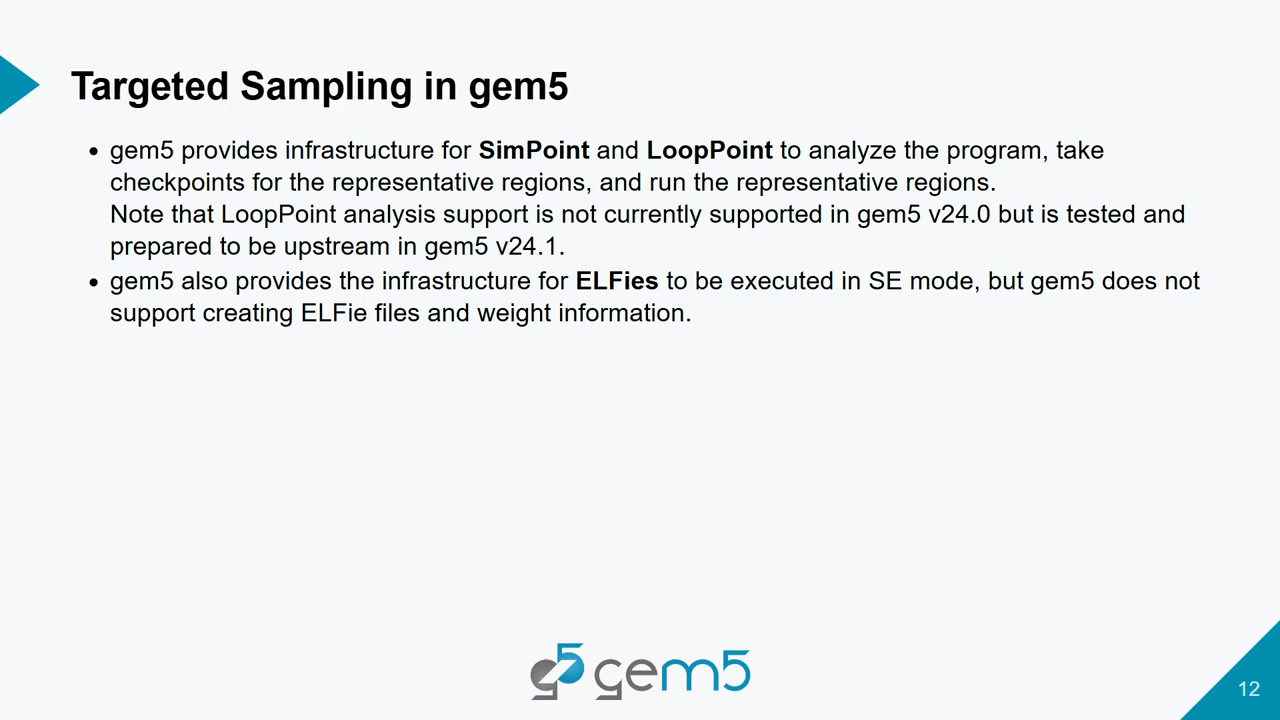 Targeted Sampling in gem5
• gem5 provides infrastructure for SimPoint and LoopPoint to analyze the program, take
checkpoints for the representative regions, and run the representative regions.
Note that LoopPoint analysis support is not currently supported in gem5 v24.0 but is tested and
prepared to be upstream in gem5 v24.1.
• gem5 also provides the infrastructure for ELFies to be executed in SE mode, but gem5 does not
support creating ELFie files and weight information.
g5 gem5
12